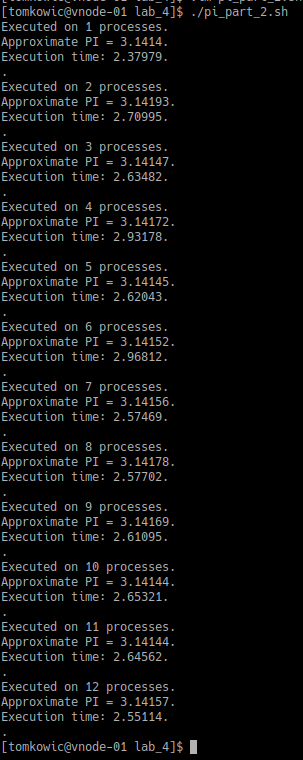 [tomkowic@vnode-01 lab_4]$ ./pi_part_2.sh
Executed on 1 processes.
Approximate PI = 3.1414.
Execution time: 2.37979.
.
Executed on 2 processes.
Approximate PI = 3.14193.
Execution time: 2.70995.
.
Executed on 3 processes.
Approximate PI = 3.14147.
Execution time: 2.63482.
.
Executed on 4 processes.
Approximate PI = 3.14172.
Execution time: 2.93178.
.
Executed on 5 processes.
Approximate PI = 3.14145.
Execution time: 2.62043.
.
Executed on 6 processes.
Approximate PI = 3.14152.
Execution time: 2.96812.
.
Executed on 7 processes.
Approximate PI = 3.14156.
Execution time: 2.57469.
.
Executed on 8 processes.
Approximate PI = 3.14178.
Execution time: 2.57702.
.
Executed on 9 processes.
Approximate PI = 3.14169.
Execution time: 2.61095.
.
Executed on 10 processes.
Approximate PI = 3.14144.
Execution time: 2.65321.
.
Executed on 11 processes.
Approximate PI = 3.14144.
Execution time: 2.64562.
.
Executed on 12 processes.
Approximate PI = 3.14157.
Execution time: 2.55114.
.
[tomkowic@vnode-01 lab_4]$